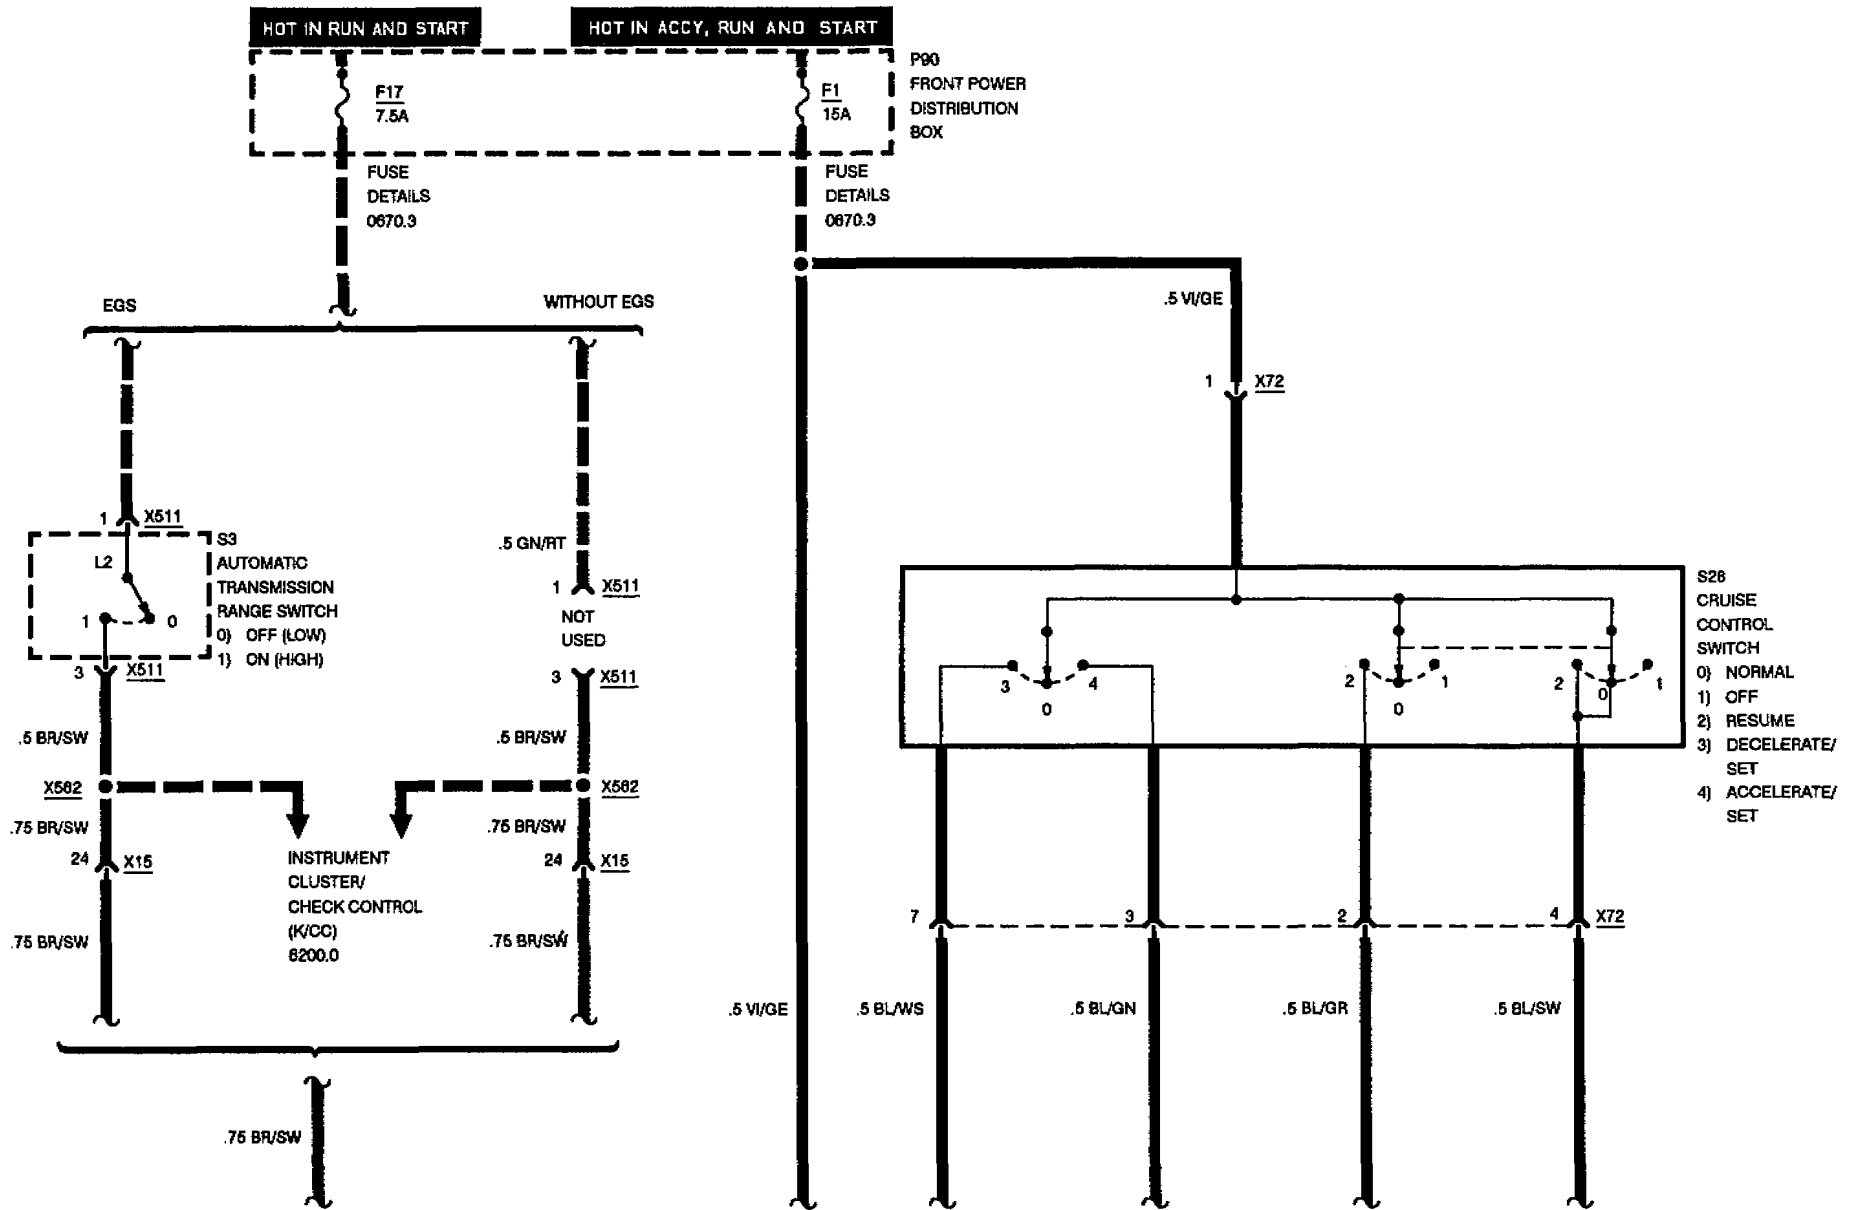 HOT IN RUN AND START
HOT IN ACCY, RUN AND START
F17
7.5A
F1
15A
P90
FRONT POWER
DISTRIBUTION
BOX
FUSE
DETAILS
0670.3
FUSE
DETAILS
0670.3
EGS
WITHOUT EGS
.5 VI/GE
1
X72
1
X511
S3
AUTOMATIC
TRANSMISSION
RANGE SWITCH
0) OFF (LOW)
1) ON (HIGH)
L2
1
0
3
X511
.5 GN/RT
1
X511
NOT
USED
3
X511
S26
CRUISE
CONTROL
SWITCH
0) NORMAL
1) OFF
2) RESUME
3) DECELERATE/
SET
4) ACCELERATE/
SET
3
4
0
2
1
0
2
0
1
.5 BR/SW
.5 BR/SW
X582
X582
.75 BR/SW
.75 BR/SW
24
X15
24
X15
INSTRUMENT
CLUSTER/
CHECK CONTROL
(K/CC)
6200.0
.75 BR/SW
.75 BR/SW
7
3
2
4
X72
.5 VI/GE
.5 BL/WS
.5 BL/GN
.5 BL/GR
.5 BL/SW
.75 BR/SW